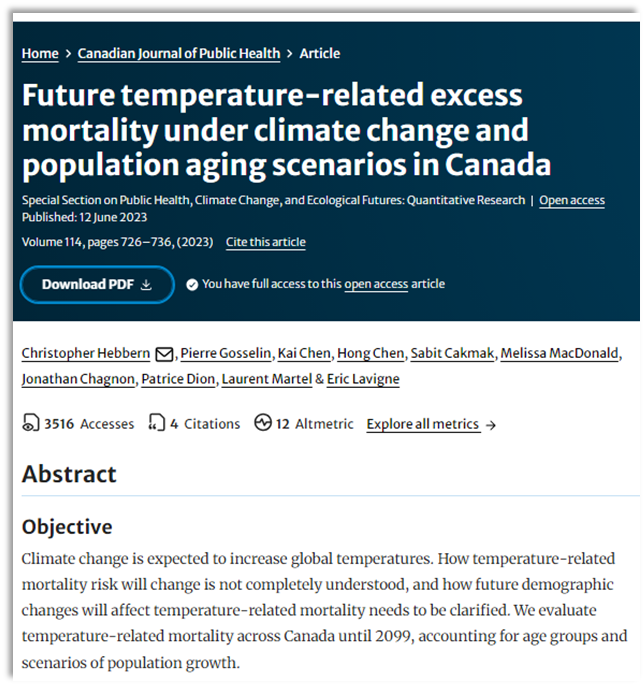 Home > Canadian Journal of Public Health > Article
Future temperature-related excess
mortality under climate change and
population aging scenarios in Canada
Special Section on Public Health, Climate Change, and Ecological Futures: Quantitative Research | Open access
Published: 12 June 2023
Volume 114, pages 726–736, (2023) Cite this article
Download PDF You have full access to this open access article
Christopher Hebbern, Pierre Gosselin, Kai Chen, Hong Chen, Sabit Cakmak, Melissa MacDonald,
Jonathan Chagnon, Patrice Dion, Laurent Martel & Eric Lavigne
3516 Accesses 4 Citations 12 Altmetric Explore all metrics →
Abstract
Objective
Climate change is expected to increase global temperatures. How temperature-related
mortality risk will change is not completely understood, and how future demographic
changes will affect temperature-related mortality needs to be clarified. We evaluate
temperature-related mortality across Canada until 2099, accounting for age groups and
scenarios of population growth.